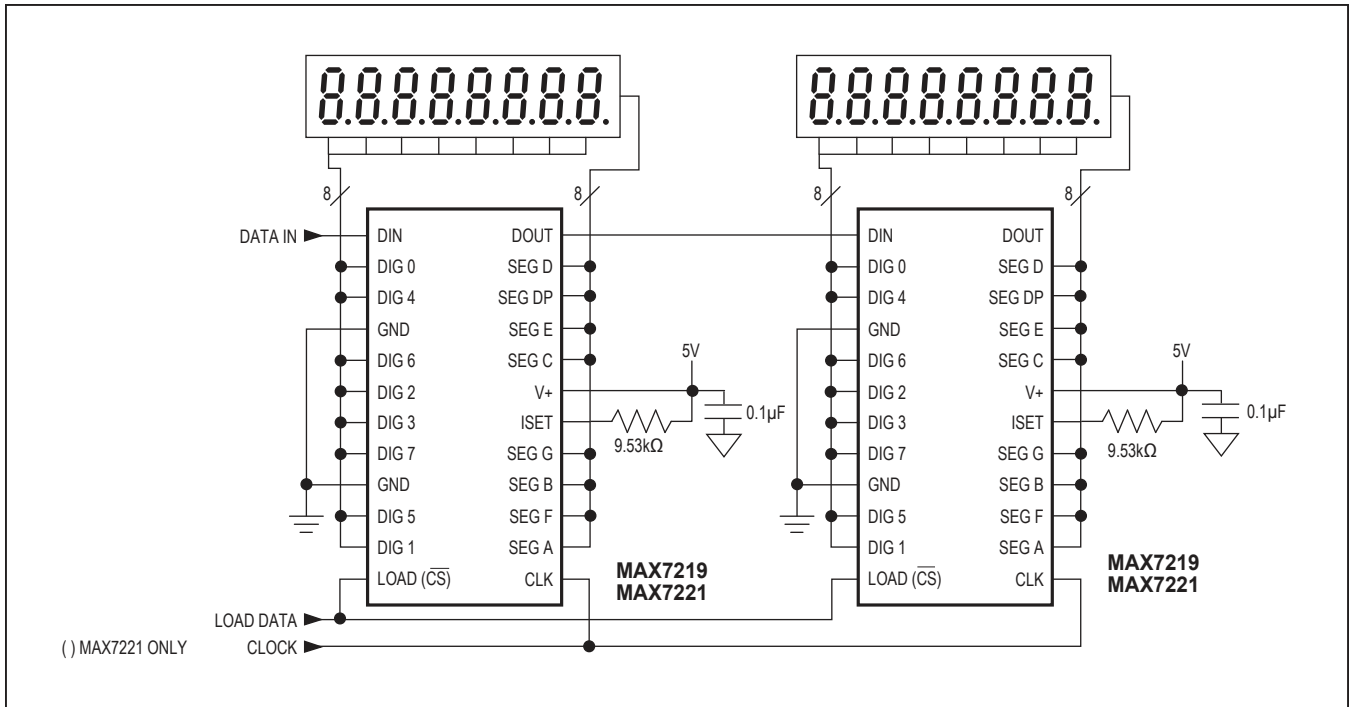 8.8.8.8.8.8.8.8.
8.8.8.8.8.8.8.8.
8 8
8 8
DATA IN
DIN DOUT
DIG 0 SEG D
DIG 4 SEG DP
GND SEG E
DIG 6 SEG C
DIG 2 V+
DIG 3 ISET
DIG 7 SEG G
GND SEG B
DIG 5 SEG F
DIG 1 SEG A
LOAD (C̅S̅) CLK
5V
0.1µF
9.53kΩ
MAX7219
MAX7221
DIN DOUT
DIG 0 SEG D
DIG 4 SEG DP
GND SEG E
DIG 6 SEG C
DIG 2 V+
DIG 3 ISET
DIG 7 SEG G
GND SEG B
DIG 5 SEG F
DIG 1 SEG A
LOAD (C̅S̅) CLK
5V
0.1µF
9.53kΩ
MAX7219
MAX7221
LOAD DATA
( ) MAX7221 ONLY CLOCK